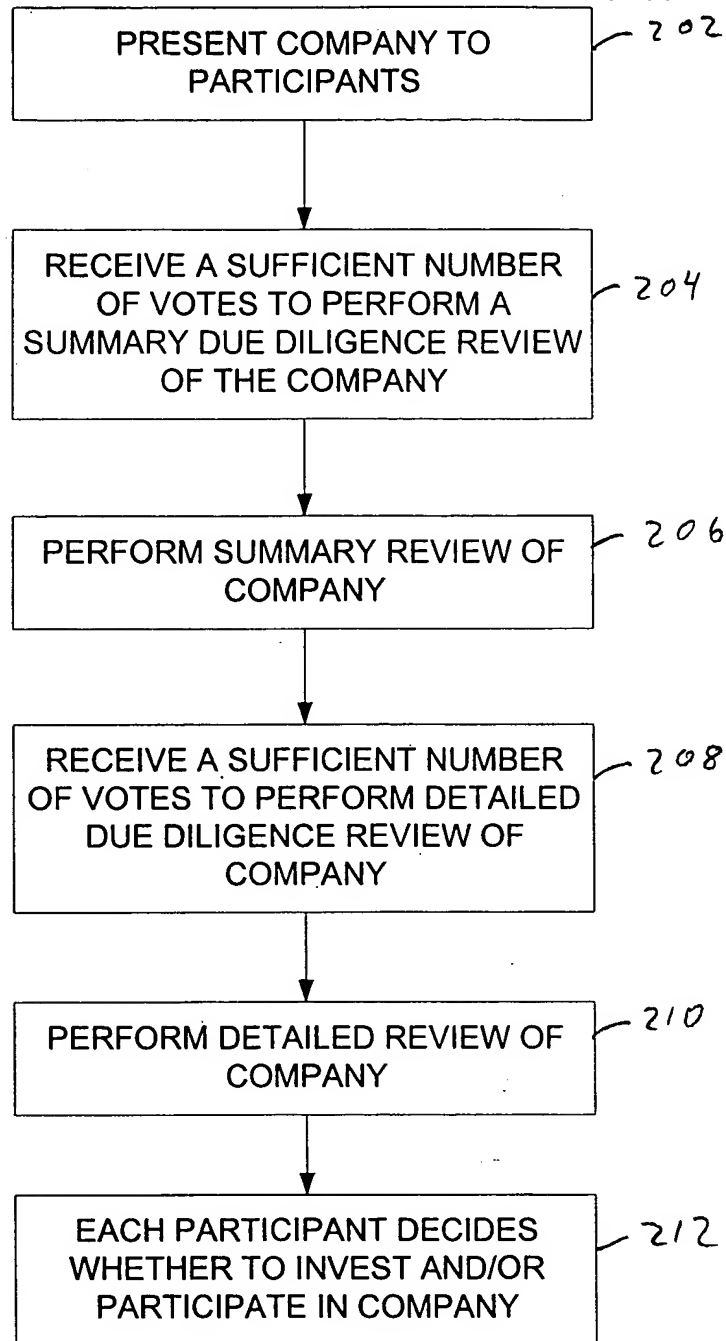 PRESENT COMPANY TO
PARTICIPANTS
202
RECEIVE A SUFFICIENT NUMBER
OF VOTES TO PERFORM A
SUMMARY DUE DILIGENCE REVIEW
OF THE COMPANY
204
PERFORM SUMMARY REVIEW OF
COMPANY
206
RECEIVE A SUFFICIENT NUMBER
OF VOTES TO PERFORM DETAILED
DUE DILIGENCE REVIEW OF
COMPANY
208
PERFORM DETAILED REVIEW OF
COMPANY
210
EACH PARTICIPANT DECIDES
WHETHER TO INVEST AND/OR
PARTICIPATE IN COMPANY
212